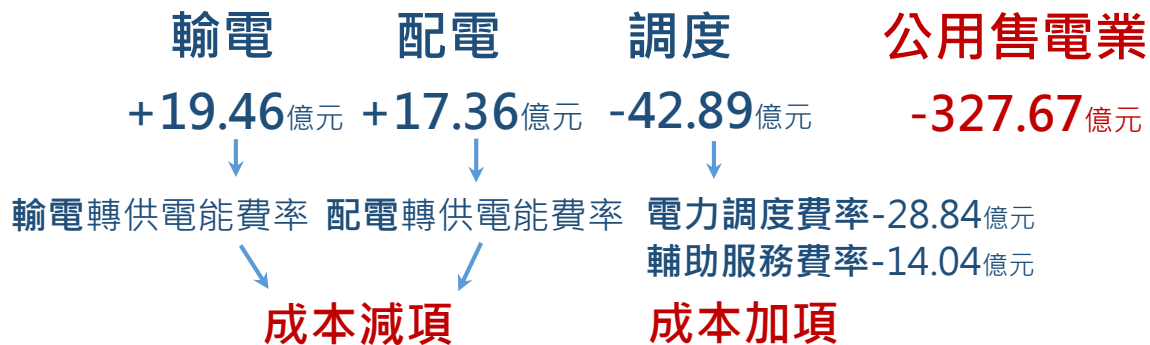 輸電 配電 調度 公用售電業
+19.46億元 +17.36億元 -42.89億元 -327.67億元
輸電轉供電能費率 配電轉供電能費率 電力調度費率-28.84億元
輔助服務費率-14.04億元
成本減項 成本加項